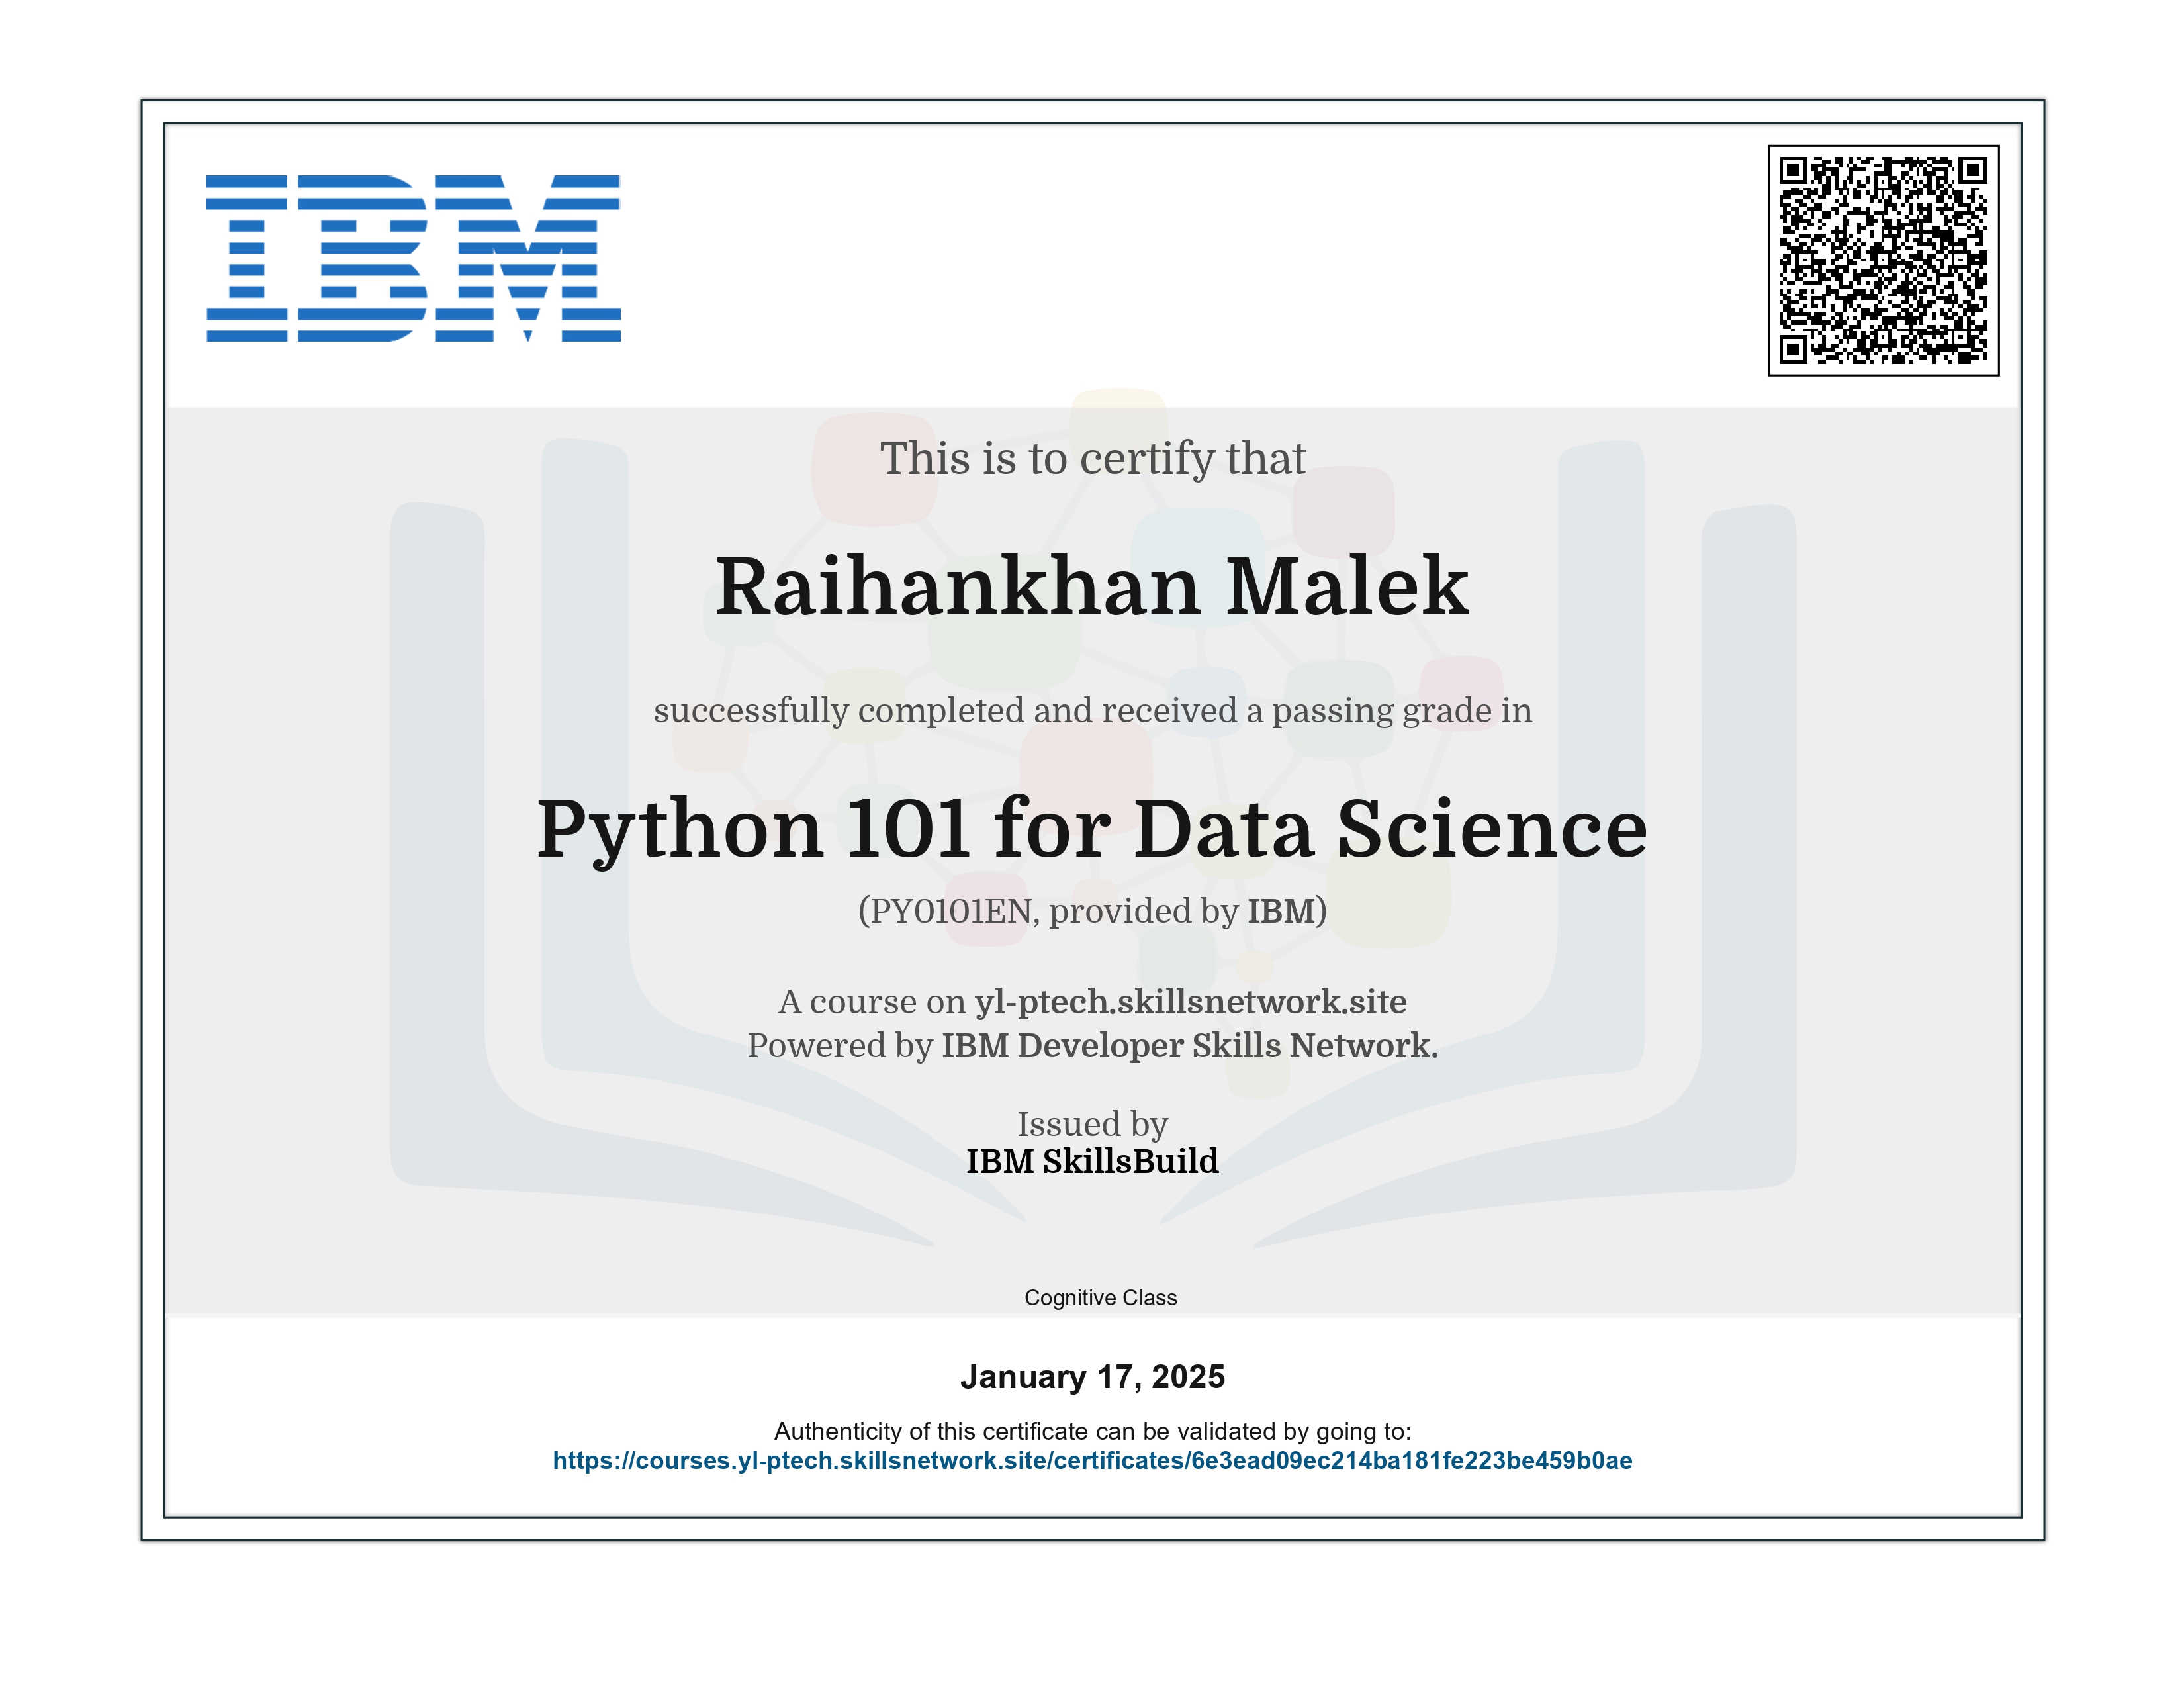 IBM
This is to certify that
Raihankhan Malek
successfully completed and received a passing grade in
Python 101 for Data Science
(PY0101EN, provided by IBM)
A course on yl-ptech.skillsnetwork.site
Powered by IBM Developer Skills Network.
Issued by
IBM SkillsBuild
Cognitive Class
January 17, 2025
Authenticity of this certificate can be validated by going to:
https://courses.yl-ptech.skillsnetwork.site/certificates/6e3ead09ec214ba181fe223be459b0ae